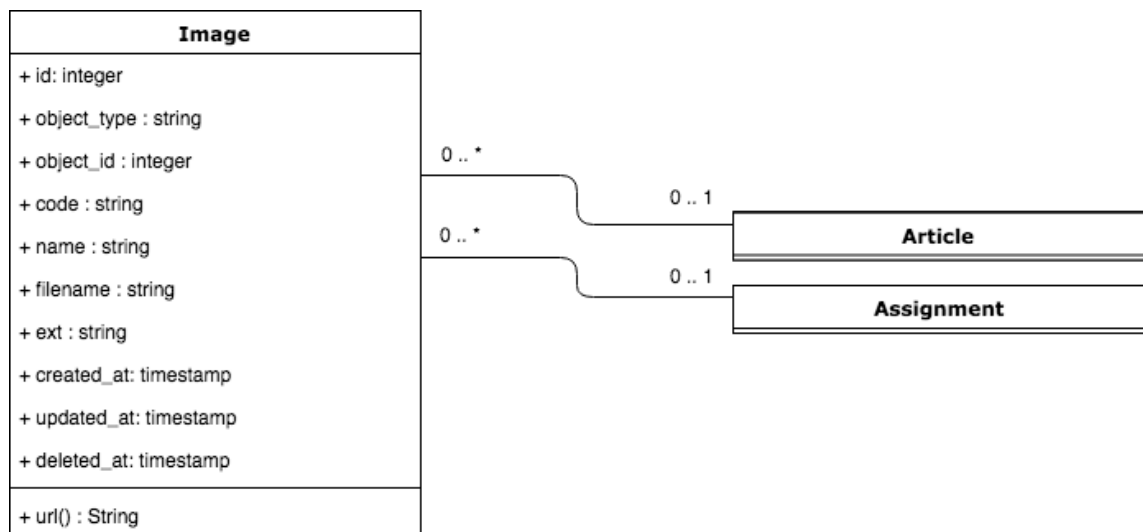 Image
+ id: integer
+ object_type : string
+ object_id : integer
+ code : string
+ name : string
+ filename : string
+ ext : string
+ created_at: timestamp
+ updated_at: timestamp
+ deleted_at: timestamp
+ url() : String
0 .. *
0 .. 1
Article
0 .. *
0 .. 1
Assignment